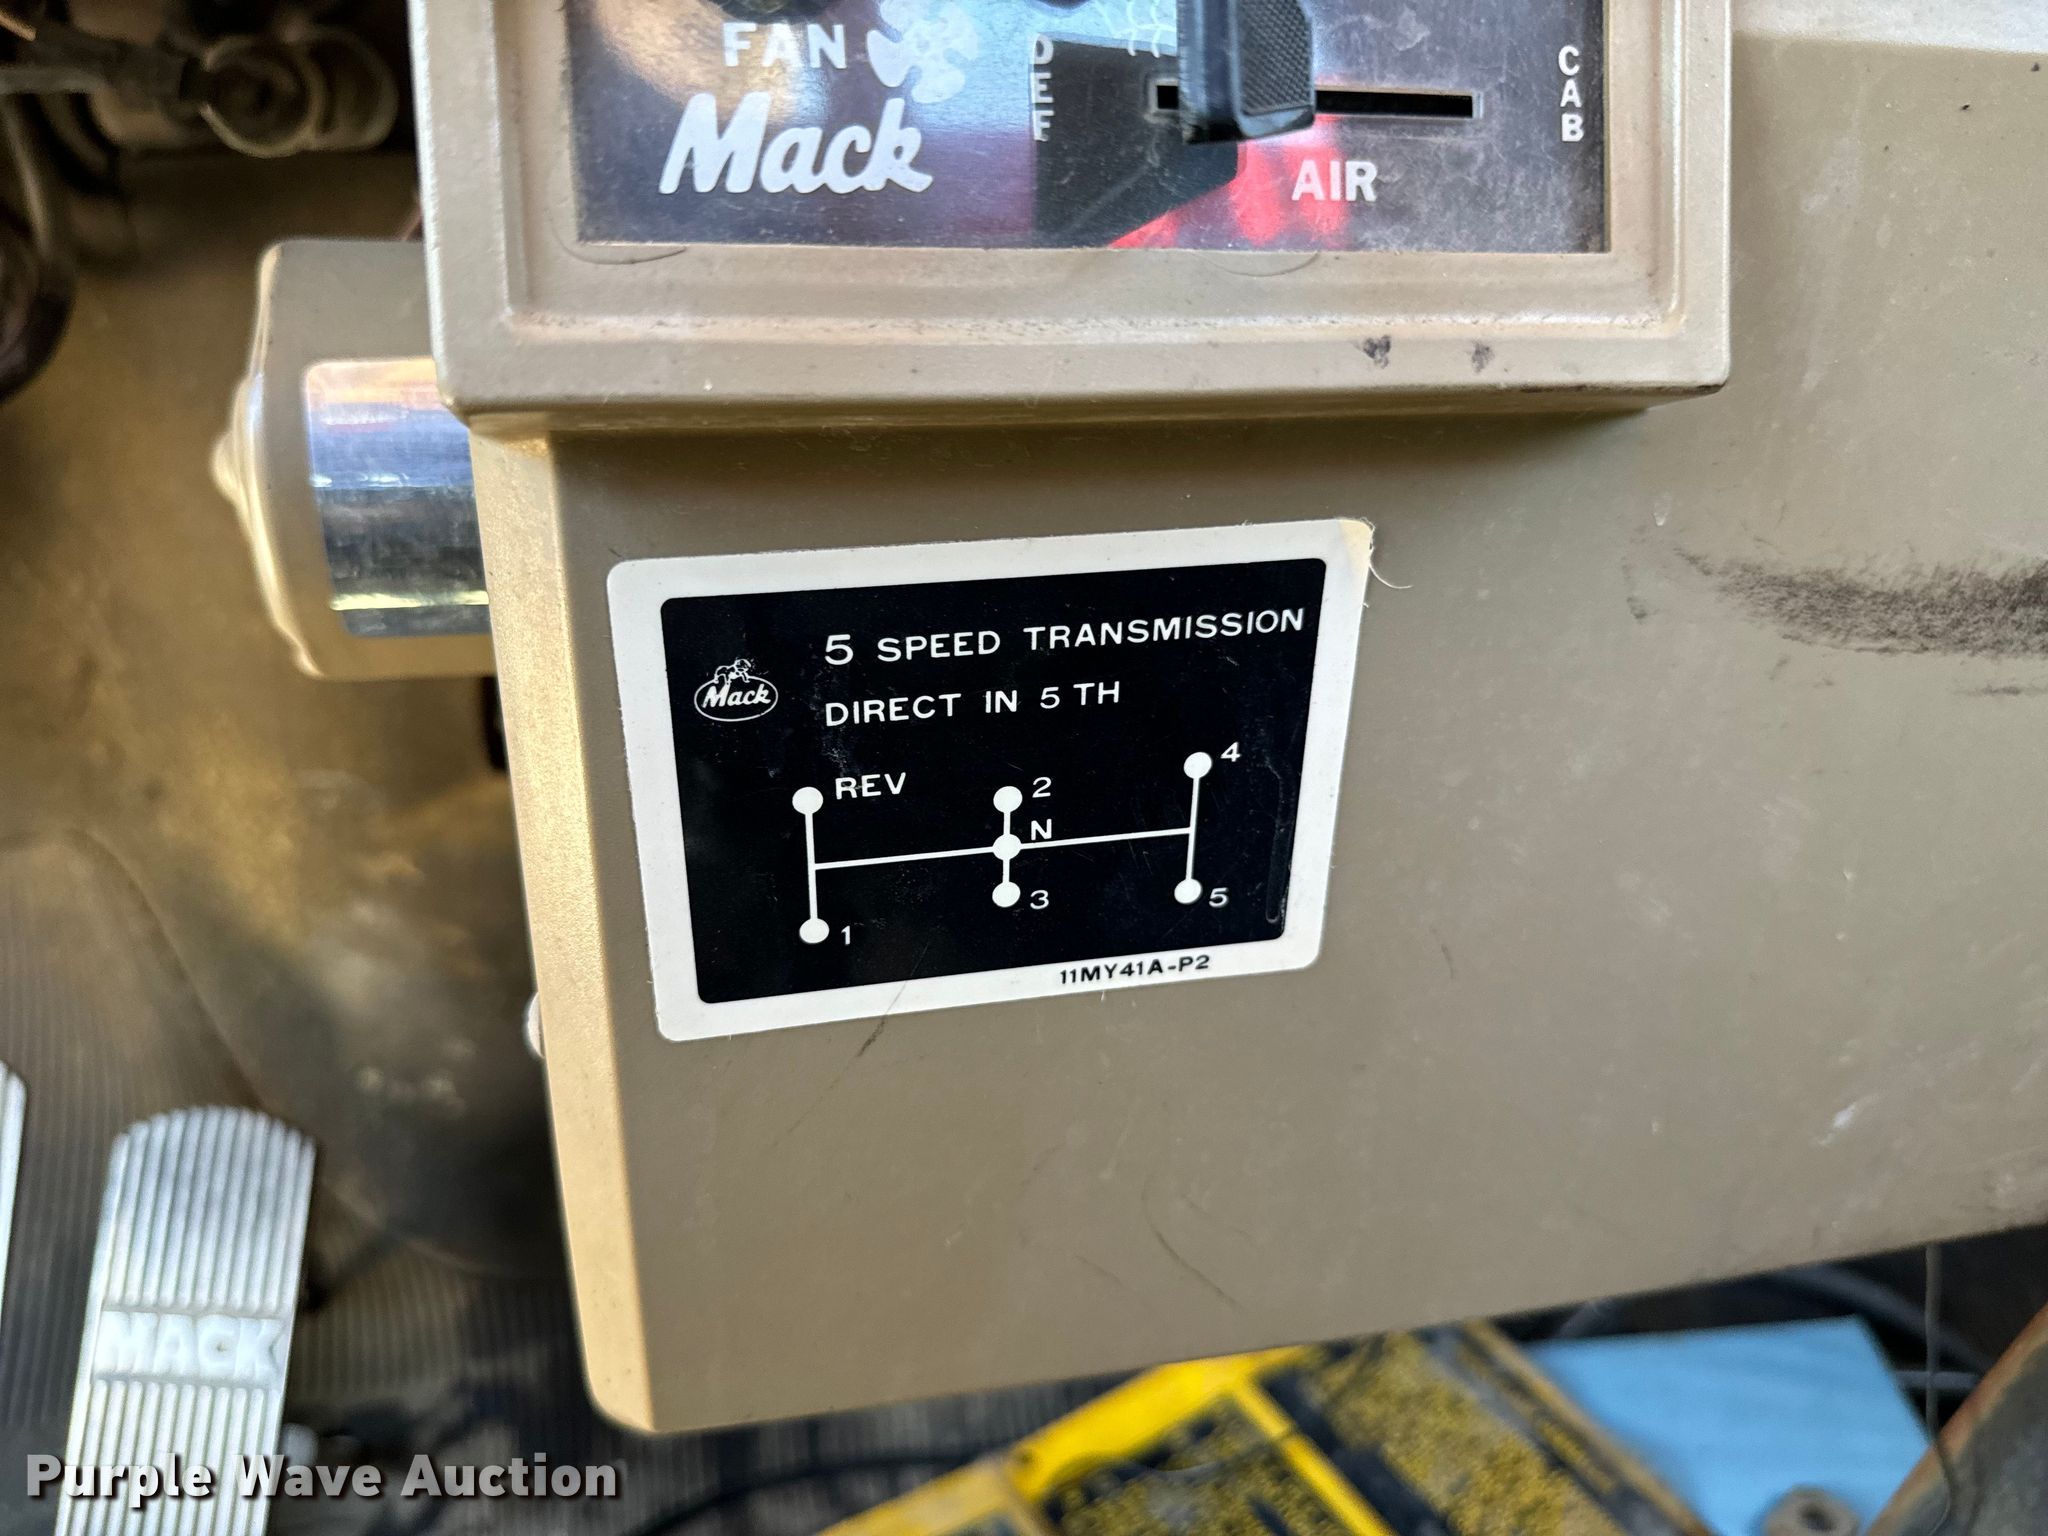 FAN
Mack
DEF
CAB
AIR
5 SPEED TRANSMISSION
Mack
DIRECT IN 5 TH
REV
2
4
N
1
3
5
11MY41A-P2
MACK
Purple Wave Auction